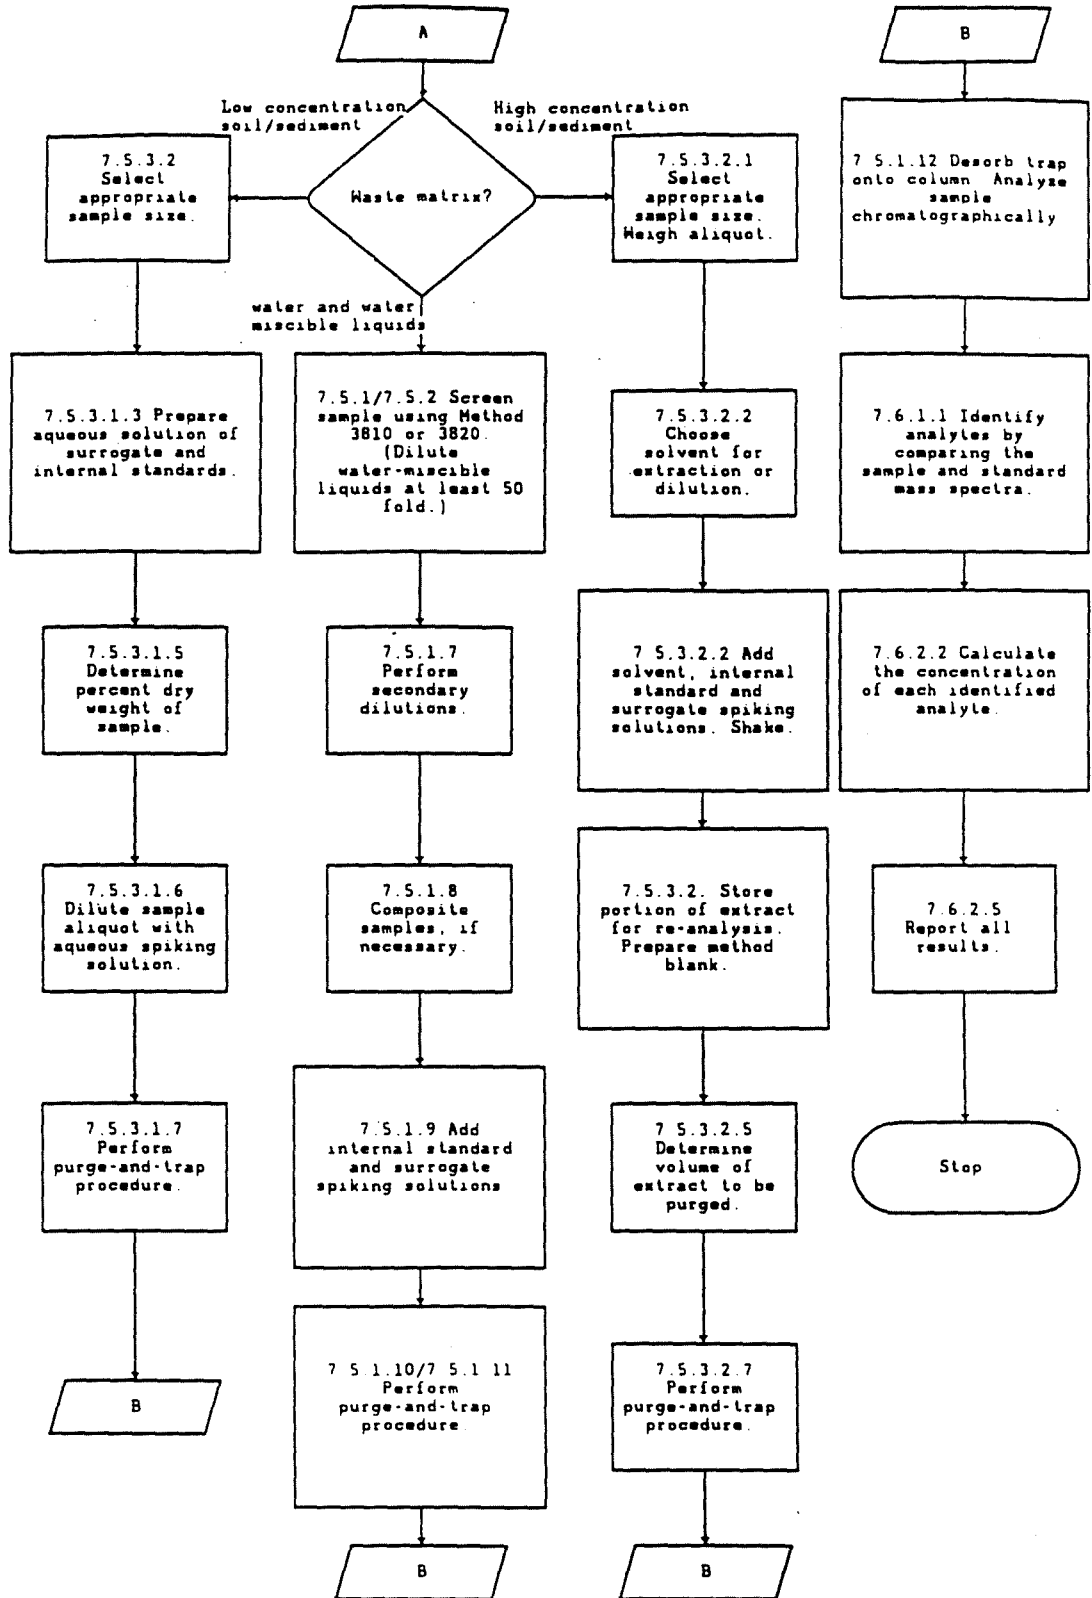 A
Low concentration
soil/sediment
High concentration
soil/sediment
Waste matrix?
water and water
miscible liquids
7.5.3.2
Select
appropriate
sample size.
7.5.3.1.3 Prepare
aqueous solution of
surrogate and
internal standards.
7.5.3.1.5
Determine
percent dry
weight of
sample.
7.5.3.1.6
Dilute sample
aliquot with
aqueous spiking
solution.
7.5.3.1.7
Perform
purge-and-trap
procedure.
B
7.5.1/7.5.2 Screen
sample using Method
3810 or 3820.
(Dilute
water-miscible
liquids at least 50
fold.)
7.5.1.7
Perform
secondary
dilutions.
7.5.1.8
Composite
samples, if
necessary.
7.5.1.9 Add
internal standard
and surrogate
spiking solutions
7 5.1.10/7 5.1 11
Perform
purge-and-trap
procedure
B
7.5.3.2.1
Select
appropriate
sample size.
Weigh aliquot.
7.5.3.2.2
Choose
solvent for
extraction or
dilution.
7 5.3.2.2 Add
solvent, internal
standard and
surrogate spiking
solutions. Shake.
7.5.3.2. Store
portion of extract
for re-analysis.
Prepare method
blank.
7 5.3.2.5
Determine
volume of
extract to be
purged.
7.5.3.2.7
Perform
purge-and-trap
procedure.
B
B
7 5.1.12 Desorb trap
onto column Analyze
sample
chromatographically
7.6.1.1 Identify
analytes by
comparing the
sample and standard
mass spectra.
7.6.2.2 Calculate
the concentration
of each identified
analyte.
7.6.2.5
Report all
results.
Stop